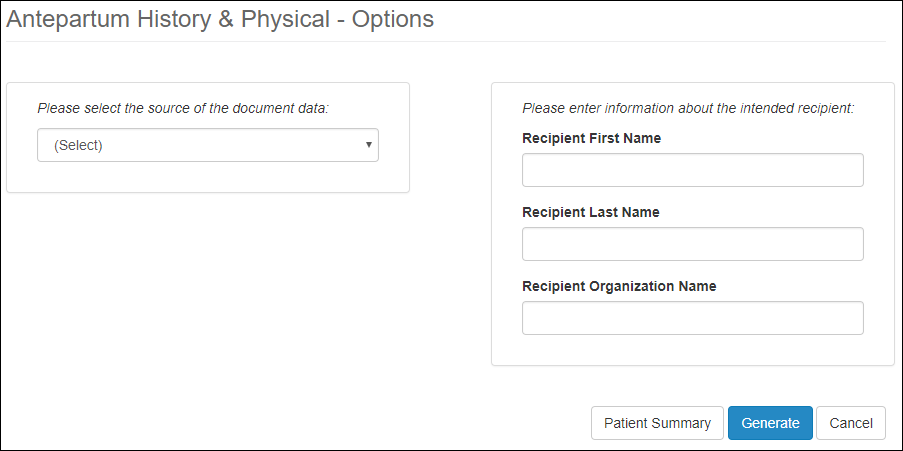 Antepartum History & Physical - Options
Please select the source of the document data:
(Select)
Please enter information about the intended recipient:
Recipient First Name
Recipient Last Name
Recipient Organization Name
Patient Summary
Generate
Cancel